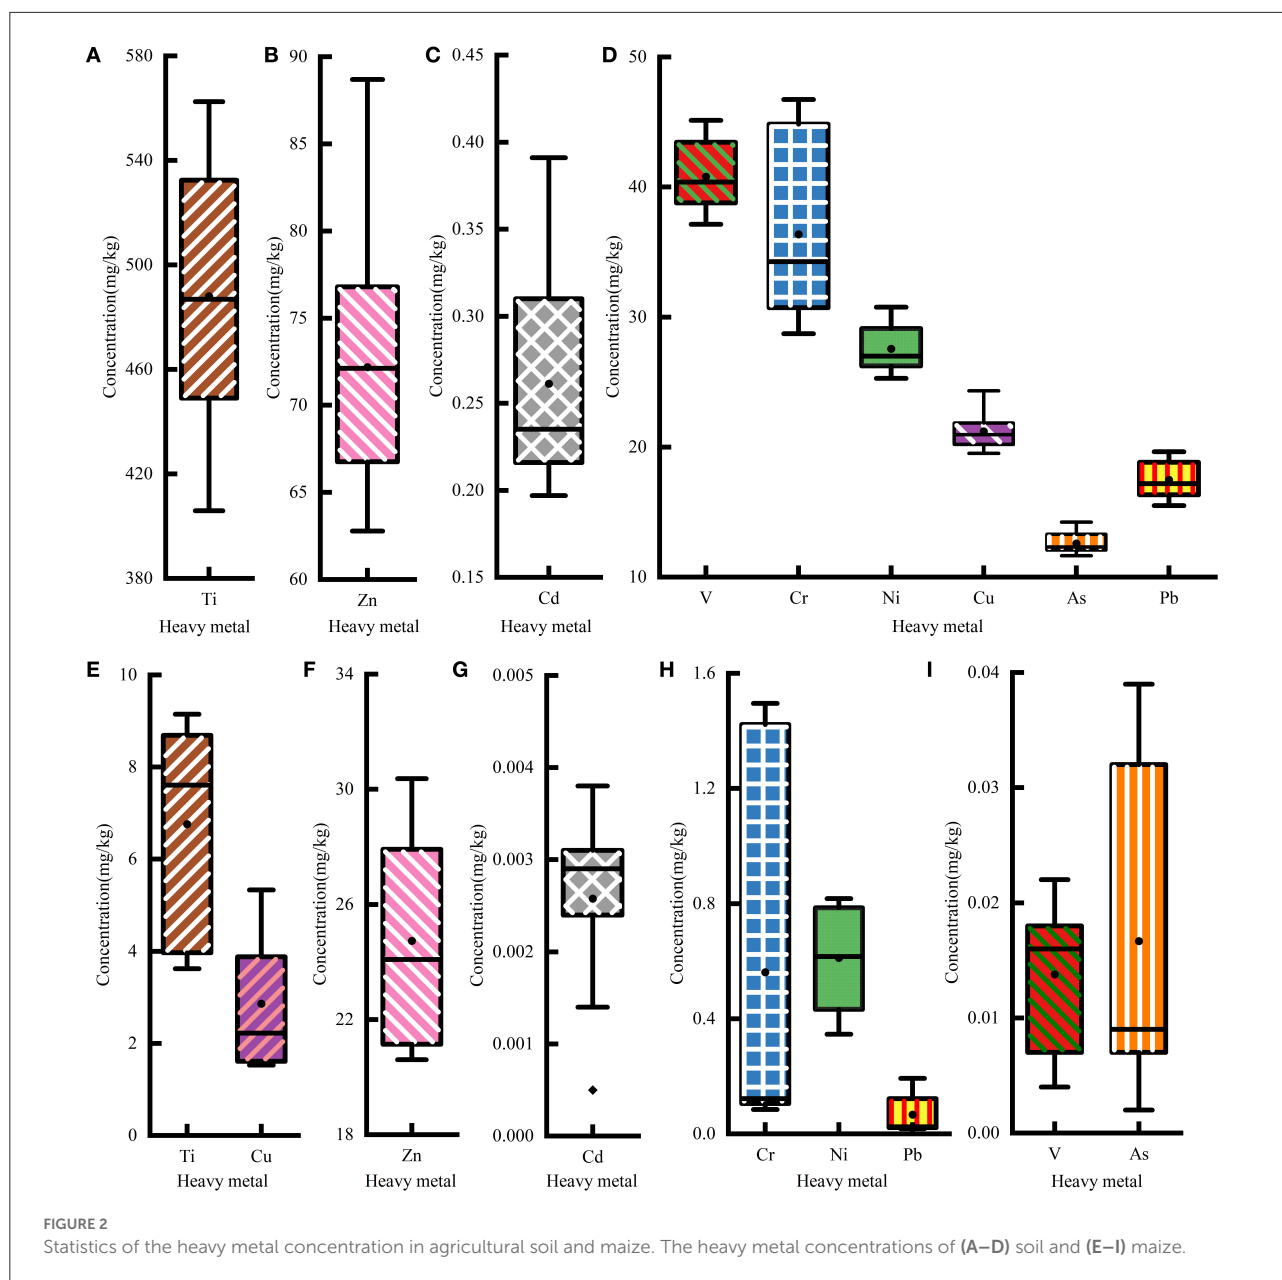 A
Concentration(mg/kg)
580
540
500
460
420
380
Ti
Heavy metal
B
Concentration(mg/kg)
90
85
80
75
70
65
60
Zn
Heavy metal
C
Concentration(mg/kg)
0.45
0.40
0.35
0.30
0.25
0.20
0.15
Cd
Heavy metal
D
Concentration(mg/kg)
50
40
30
20
10
V Cr Ni Cu As Pb
Heavy metal
E
Concentration(mg/kg)
10
8
6
4
2
0
Ti Cu
Heavy metal
F
Concentration(mg/kg)
34
30
26
22
18
Zn
Heavy metal
G
Concentration(mg/kg)
0.005
0.004
0.003
0.002
0.001
0.000
Cd
Heavy metal
H
Concentration(mg/kg)
1.6
1.2
0.8
0.4
0.0
Cr Ni Pb
Heavy metal
I
Concentration(mg/kg)
0.04
0.03
0.02
0.01
0.00
V As
Heavy metal
FIGURE 2
Statistics of the heavy metal concentration in agricultural soil and maize. The heavy metal concentrations of (A–D) soil and (E–I) maize.